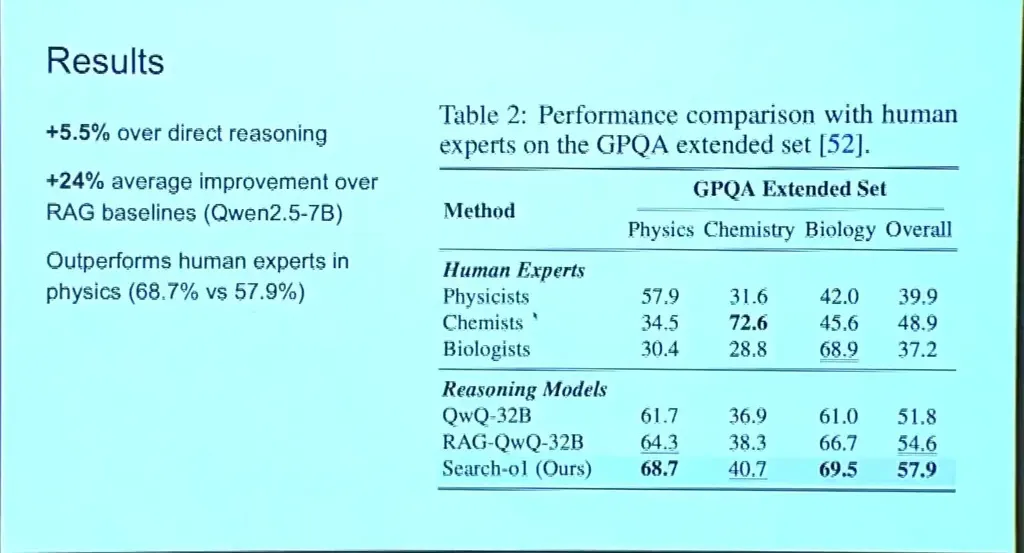 Results
+5.5% over direct reasoning
+24% average improvement over
RAG baselines (Qwen2.5-7B)
Outperforms human experts in
physics (68.7% vs 57.9%)
Table 2: Performance comparison with human
experts on the GPQA extended set [52].
Method
GPQA Extended Set
Physics Chemistry Biology Overall
Human Experts
Physicists 57.9 31.6 42.0 39.9
Chemists 34.5 72.6 45.6 48.9
Biologists 30.4 28.8 68.9 37.2
Reasoning Models
QwQ-32B 61.7 36.9 61.0 51.8
RAG-QwQ-32B 64.3 38.3 66.7 54.6
Search-o1 (Ours) 68.7 40.7 69.5 57.9